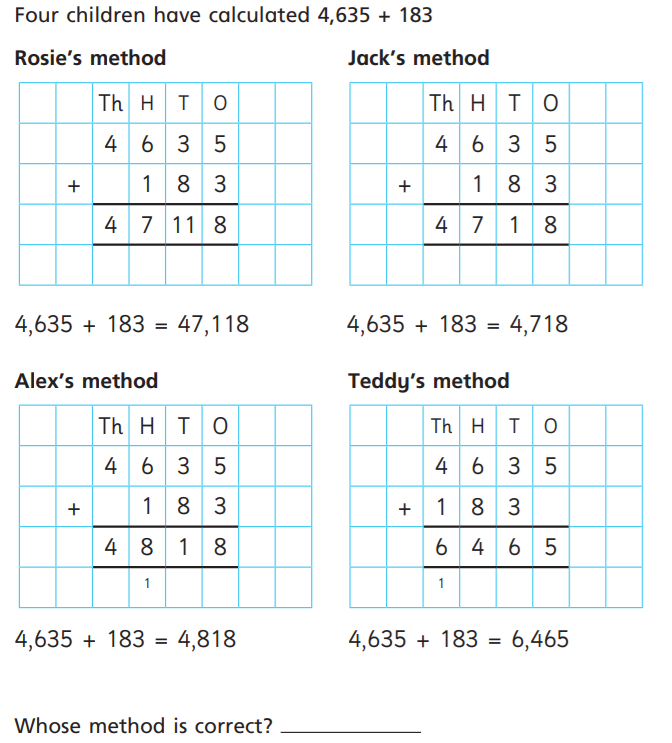 Four children have calculated 4,635 + 183
Rosie's method
Th H T O
4 6 3 5
+ 1 8 3
4 7 11 8
4,635 + 183 = 47,118
Jack's method
Th H T O
4 6 3 5
+ 1 8 3
4 7 1 8
4,635 + 183 = 4,718
Alex's method
Th H T O
4 6 3 5
+ 1 8 3
4 8 1 8
1
4,635 + 183 = 4,818
Teddy's method
Th H T O
4 6 3 5
+ 1 8 3
6 4 6 5
1
4,635 + 183 = 6,465
Whose method is correct? ____________